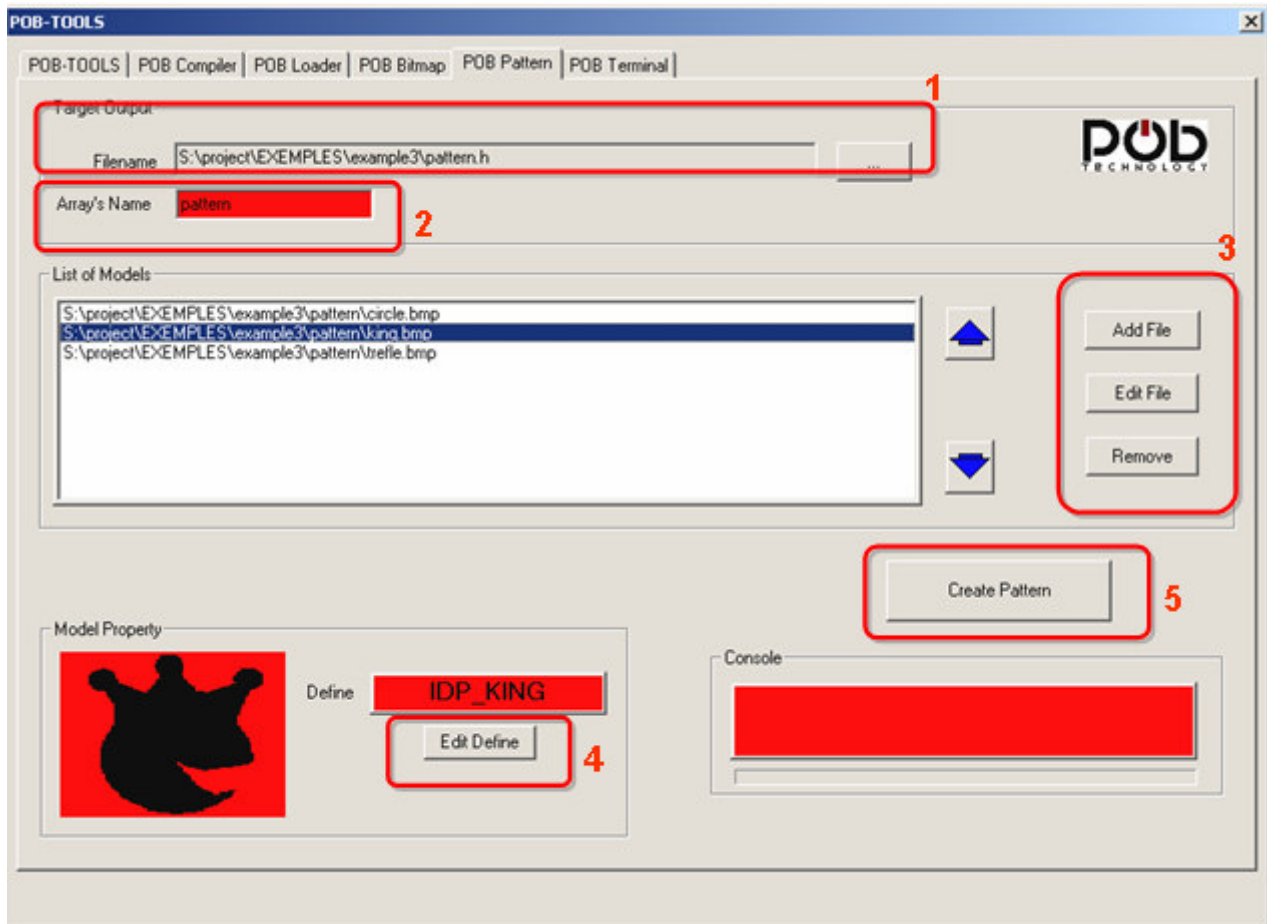 POB-TOOLS
POB-TOOLS POB Compiler POB Loader POB Bitmap POB Pattern POB Terminal
1
Target Output
Filename S:\project\EXEMPLES\example3\pattern.h ...
POB
TECHNOLOGY
Array's Name pattern
2
3
List of Models
S:\project\EXEMPLES\example3\pattern\circle.bmp
S:\project\EXEMPLES\example3\pattern\king.bmp
S:\project\EXEMPLES\example3\pattern\trefle.bmp
Add File
Edit File
Remove
Create Pattern
5
Model Property
Define IDP_KING
Edit Define
4
Console